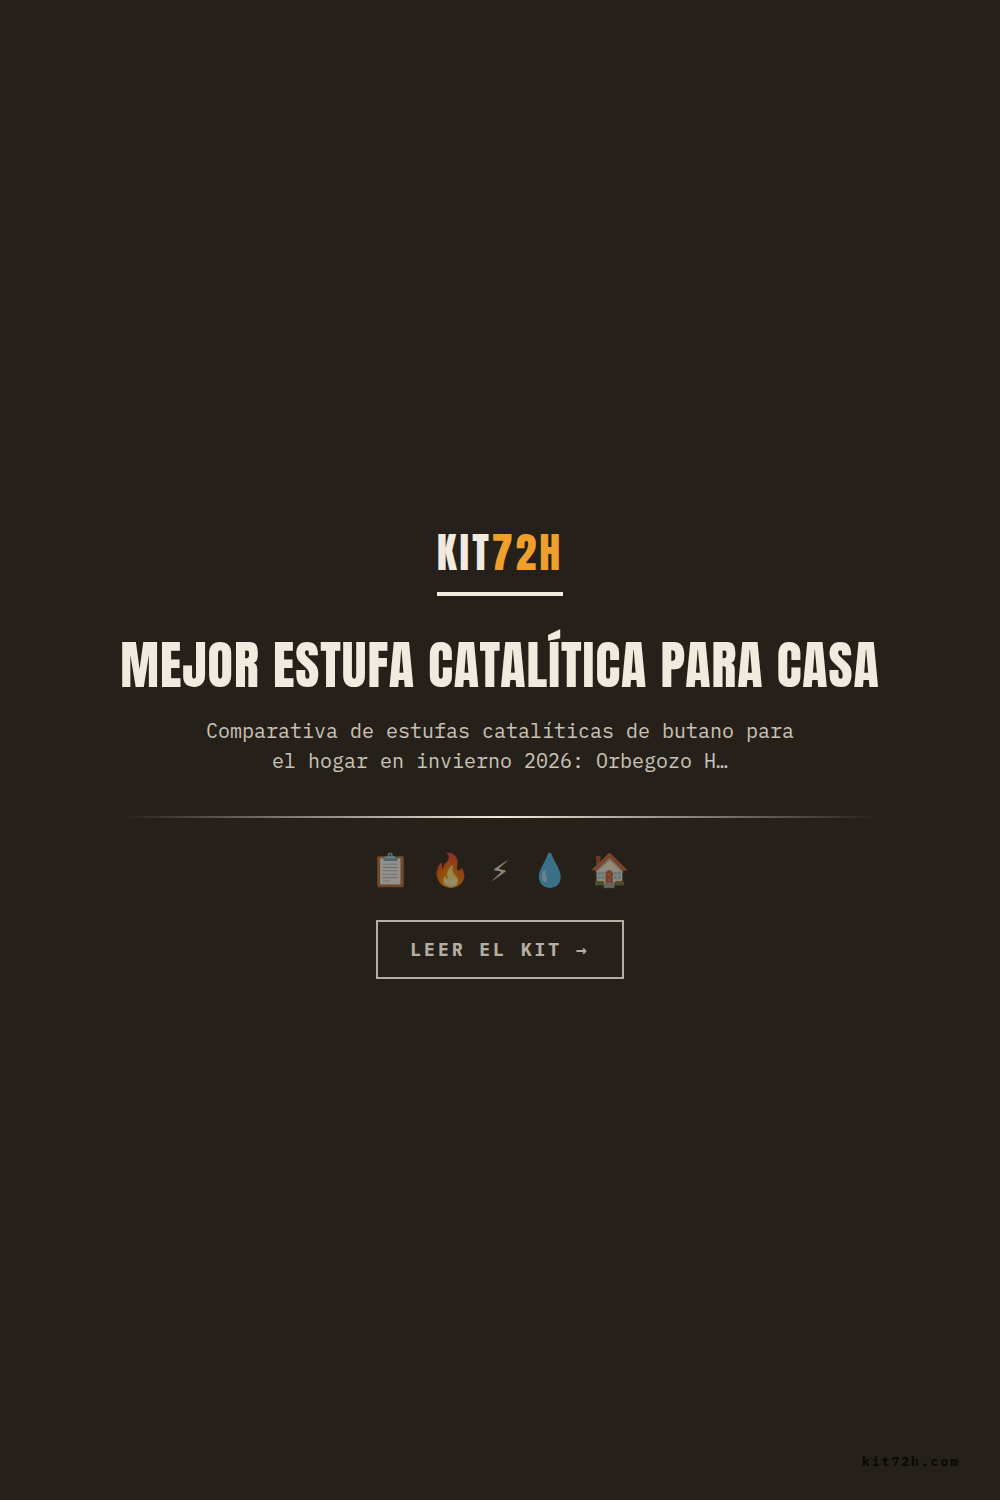 KIT72H
MEJOR ESTUFA CATALÍTICA PARA CASA
Comparativa de estufas catalíticas de butano para
el hogar en invierno 2026: Orbegozo H…
LEER EL KIT →
kit72h.com